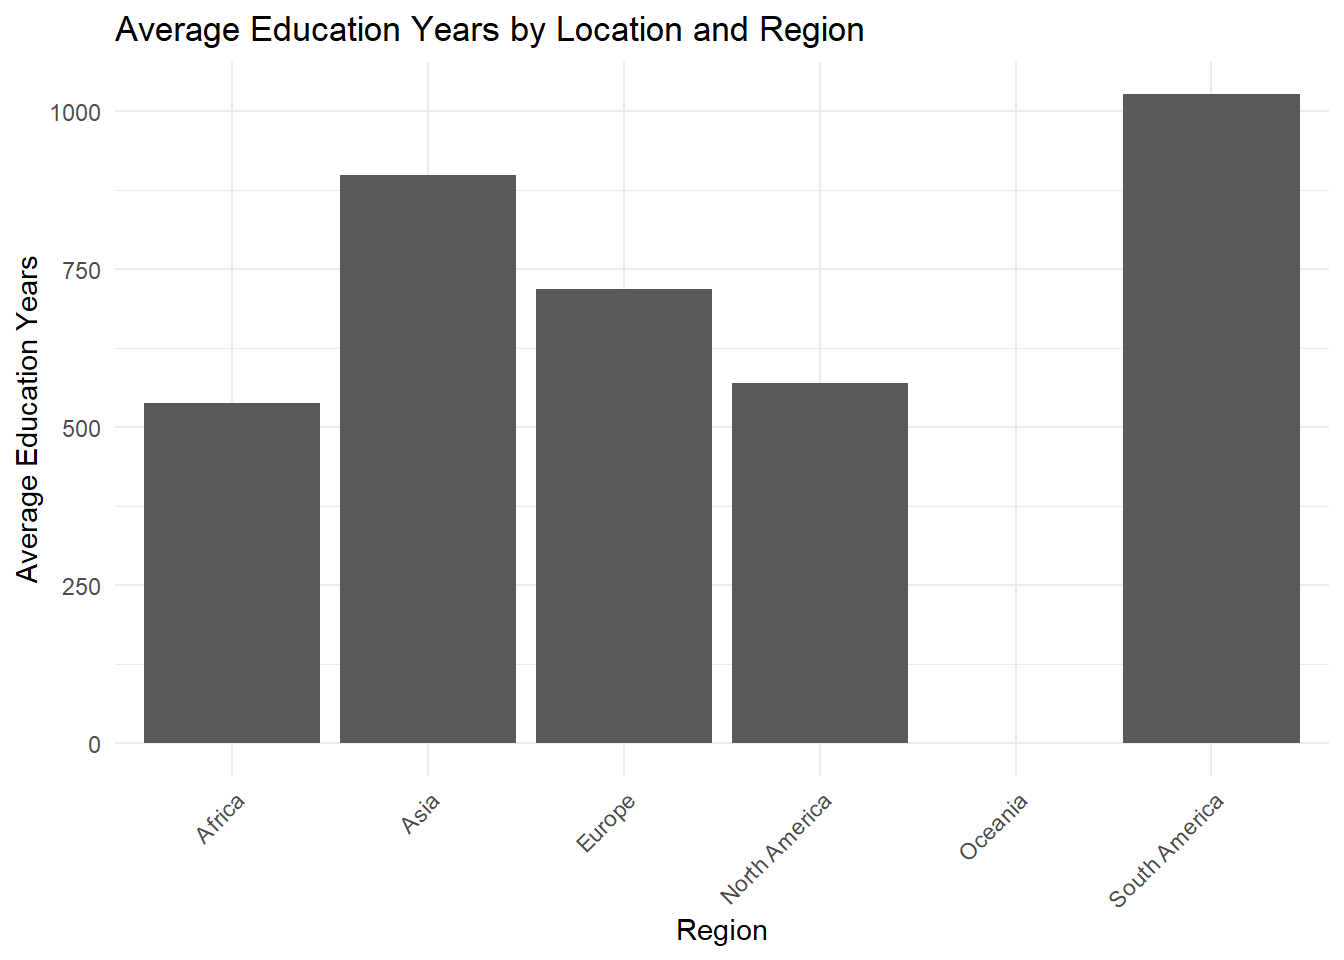 Average Education Years by Location and Region
Average Education Years
1000
750
500
250
0
Africa
Asia
Europe
North America
Oceania
South America
Region